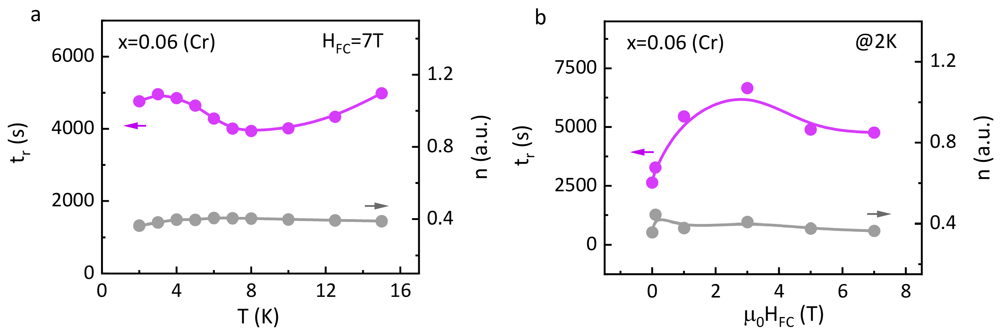 a
x=0.06 (Cr)
H_FC=7T
6000
4000
2000
0
t_r (s)
1.2
0.8
0.4
n (a.u.)
0 4 8 12 16
T (K)
b
x=0.06 (Cr)
@2K
7500
5000
2500
0
t_r (s)
1.2
0.8
0.4
n (a.u.)
0 2 4 6 8
μ₀H_FC (T)